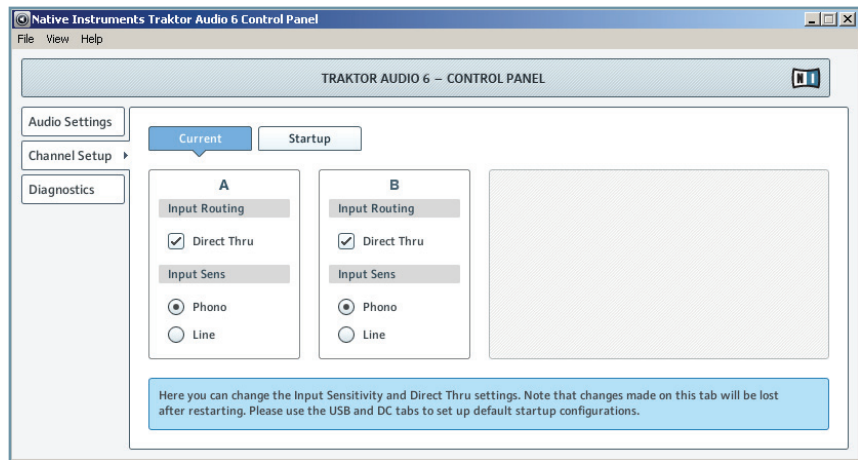 Native Instruments Traktor Audio 6 Control Panel
File View Help
TRAKTOR AUDIO 6 – CONTROL PANEL
NI
Audio Settings
Channel Setup
Diagnostics
Current
Startup
A
Input Routing
Direct Thru
Input Sens
Phono
Line
B
Input Routing
Direct Thru
Input Sens
Phono
Line
Here you can change the Input Sensitivity and Direct Thru settings. Note that changes made on this tab will be lost
after restarting. Please use the USB and DC tabs to set up default startup configurations.